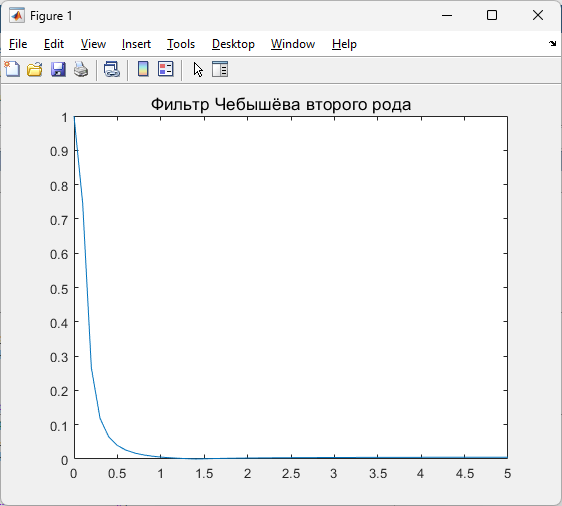 Figure 1
File Edit View Insert Tools Desktop Window Help
Фильтр Чебышёва второго рода
1
0.9
0.8
0.7
0.6
0.5
0.4
0.3
0.2
0.1
0
0 0.5 1 1.5 2 2.5 3 3.5 4 4.5 5